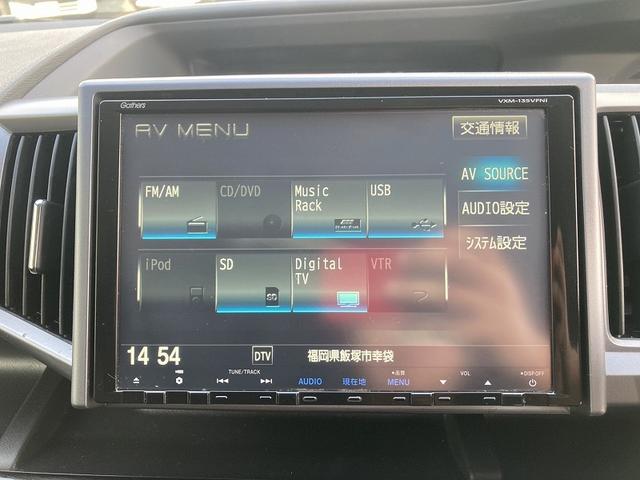 Gathers VXM-135VFNi
AV MENU 交通情報
FM/AM CD/DVD Music Rack USB AV SOURCE
AUDIO設定
システム設定
iPod SD Digital TV VTR
SD
14 54 DTV 福岡県飯塚市幸袋
TUNE/TRACK AUDIO 現在地 MENU VOL DISP OFF